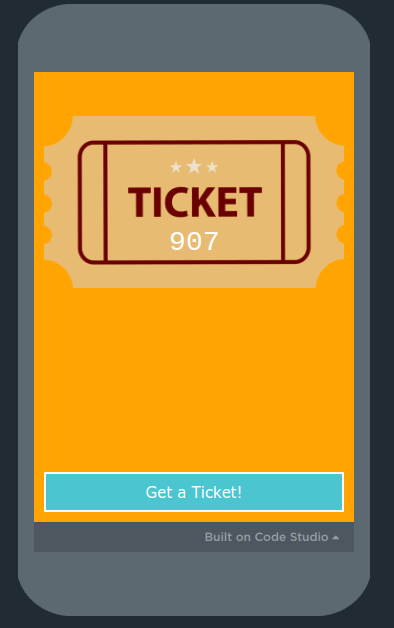 TICKET
907
Get a Ticket!
Built on Code Studio